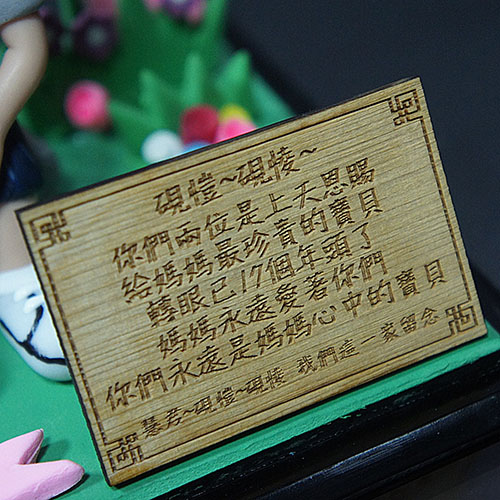 硯愷~硯悛~
你們兩位是上天恩賜
給媽媽最珍貴的寶貝
轉眼已17個年頭了
媽媽永遠愛著你們
你們永遠是媽媽心中的寶貝
慧君~硯愷~硯悛 我們這一家留念